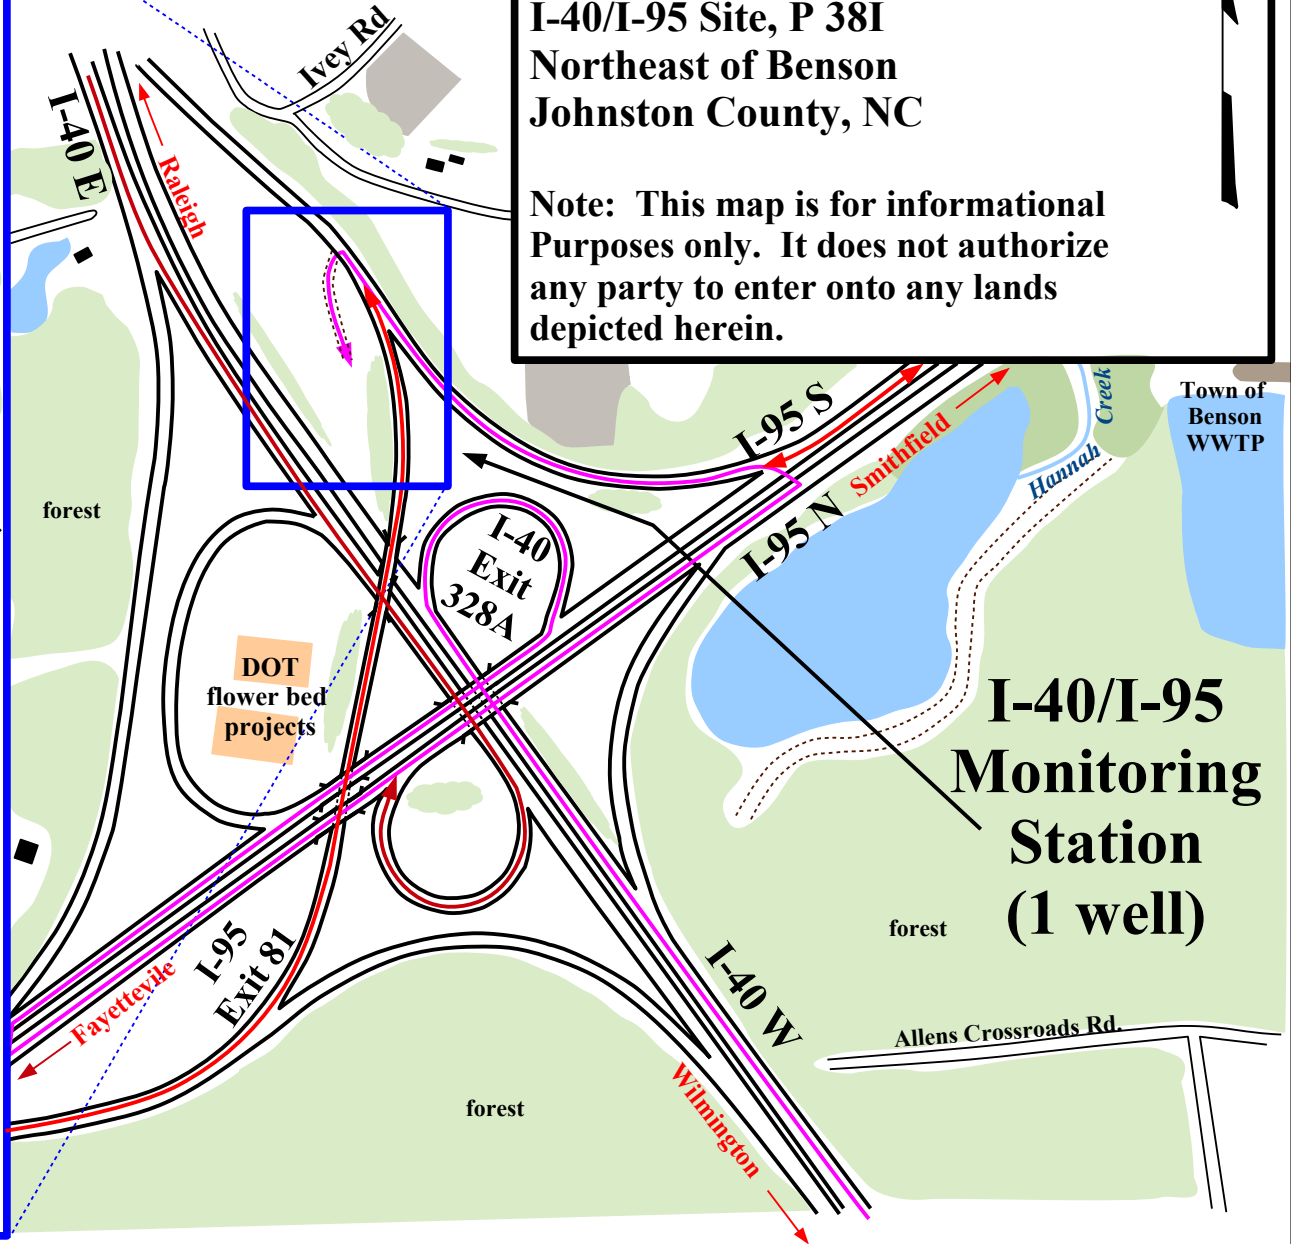 I-40/I-95 Site, P 38I
Northeast of Benson
Johnston County, NC
Note: This map is for informational
Purposes only. It does not authorize
any party to enter onto any lands
depicted herein.
Ivey Rd
I-40 E
Raleigh
I-95 S
Smithfield
I-95 N
Hannah
Creek
Town of
Benson
WWTP
forest
I-40
Exit
328A
DOT
flower bed
projects
I-40/I-95
Monitoring
Station
(1 well)
forest
I-95
Exit 81
Fayettevile
I-40 W
Allens Crossroads Rd.
Wilmington
forest